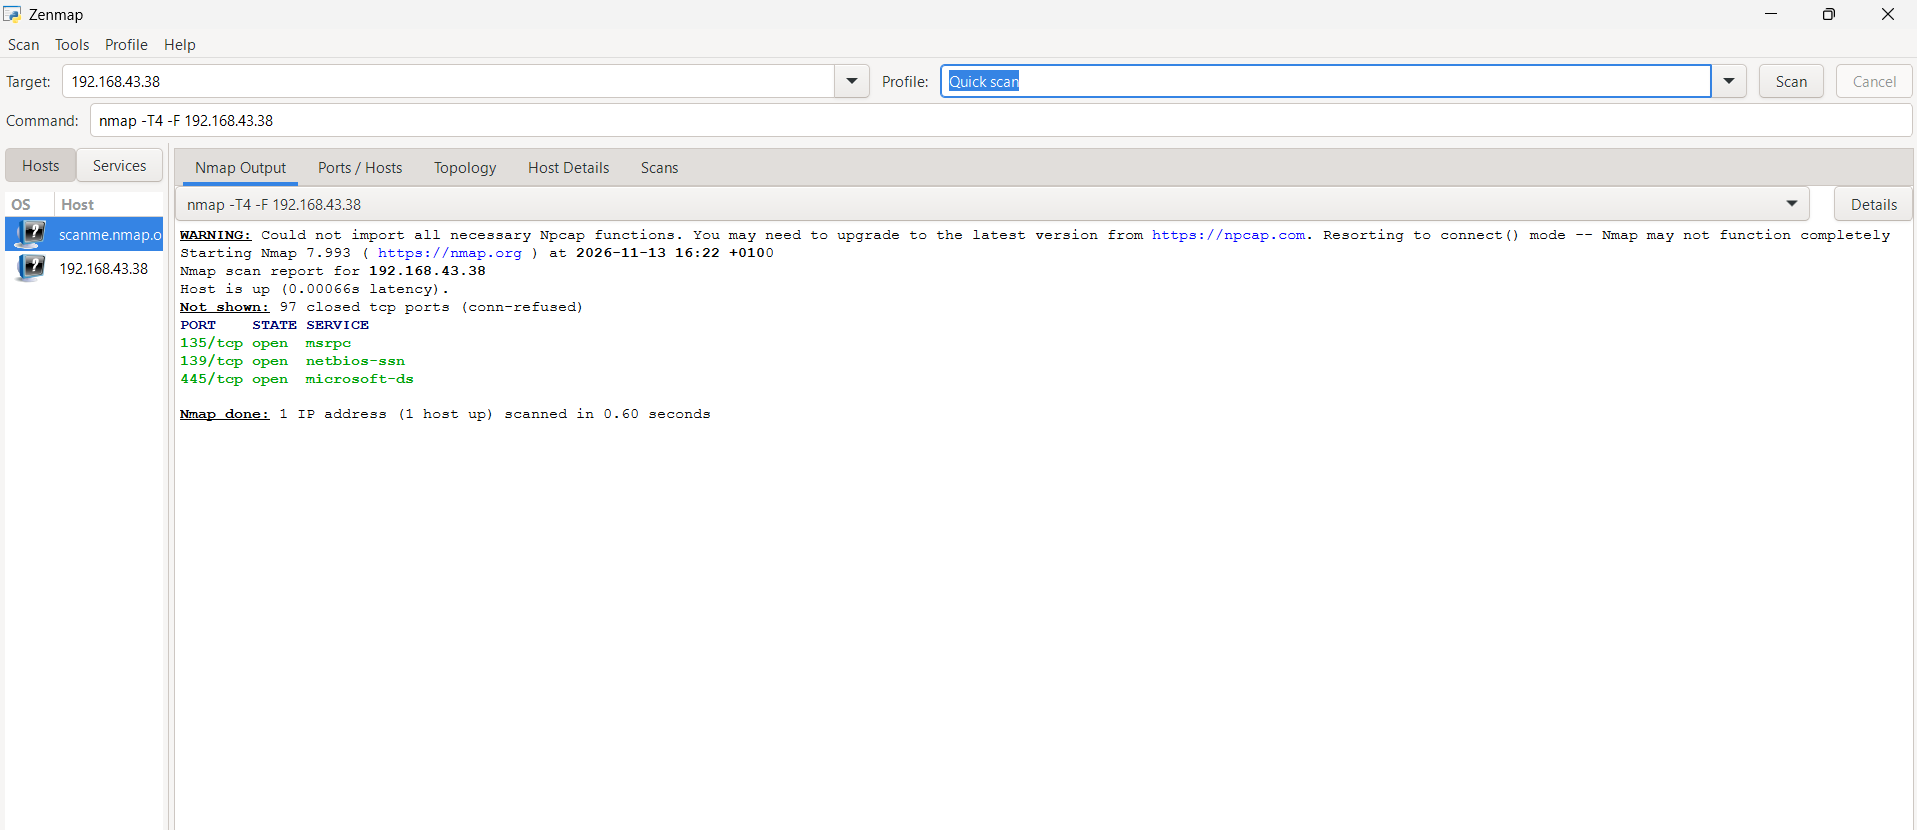 Zenmap
Scan Tools Profile Help
Target: 192.168.43.38 Profile: Quick scan Scan Cancel
Command: nmap -T4 -F 192.168.43.38
Hosts Services Nmap Output Ports / Hosts Topology Host Details Scans
OS Host
nmap -T4 -F 192.168.43.38 Details
scanme.nmap.o
192.168.43.38
WARNING: Could not import all necessary Npcap functions. You may need to upgrade to the latest version from https://npcap.com. Resorting to connect() mode -- Nmap may not function completely
Starting Nmap 7.993 ( https://nmap.org ) at 2026-11-13 16:22 +0100
Nmap scan report for 192.168.43.38
Host is up (0.00066s latency).
Not shown: 97 closed tcp ports (conn-refused)
PORT STATE SERVICE
135/tcp open msrpc
139/tcp open netbios-ssn
445/tcp open microsoft-ds
Nmap done: 1 IP address (1 host up) scanned in 0.60 seconds